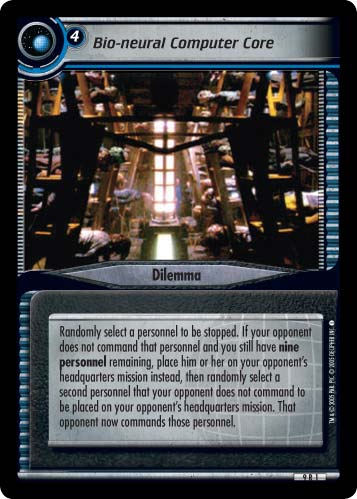 4
Bio-neural Computer Core
Dilemma
Randomly select a personnel to be stopped. If your opponent
does not command that personnel and you still have nine
personnel remaining, place him or her on your opponent's
headquarters mission instead, then randomly select a
second personnel that your opponent does not command to
be placed on your opponent's headquarters mission. That
opponent now commands those personnel.
9 R 1